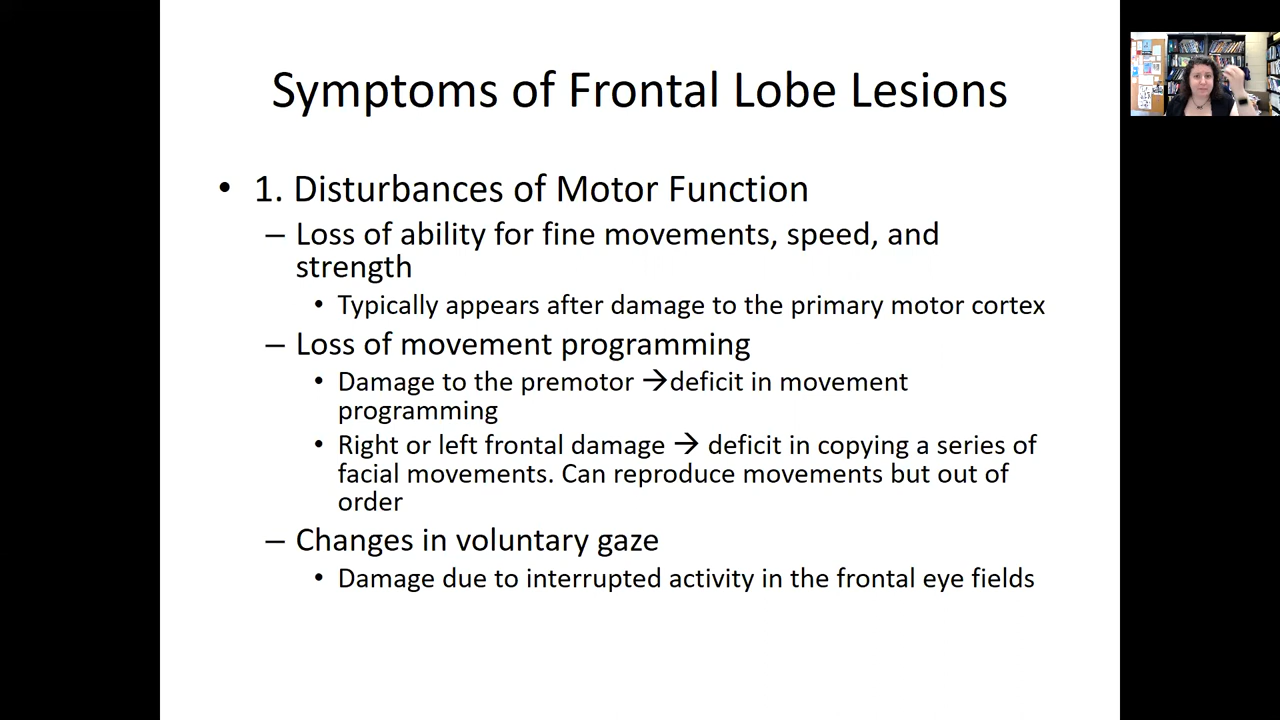 Symptoms of Frontal Lobe Lesions
• 1. Disturbances of Motor Function
– Loss of ability for fine movements, speed, and
strength
• Typically appears after damage to the primary motor cortex
– Loss of movement programming
• Damage to the premotor →deficit in movement
programming
• Right or left frontal damage → deficit in copying a series of
facial movements. Can reproduce movements but out of
order
– Changes in voluntary gaze
• Damage due to interrupted activity in the frontal eye fields